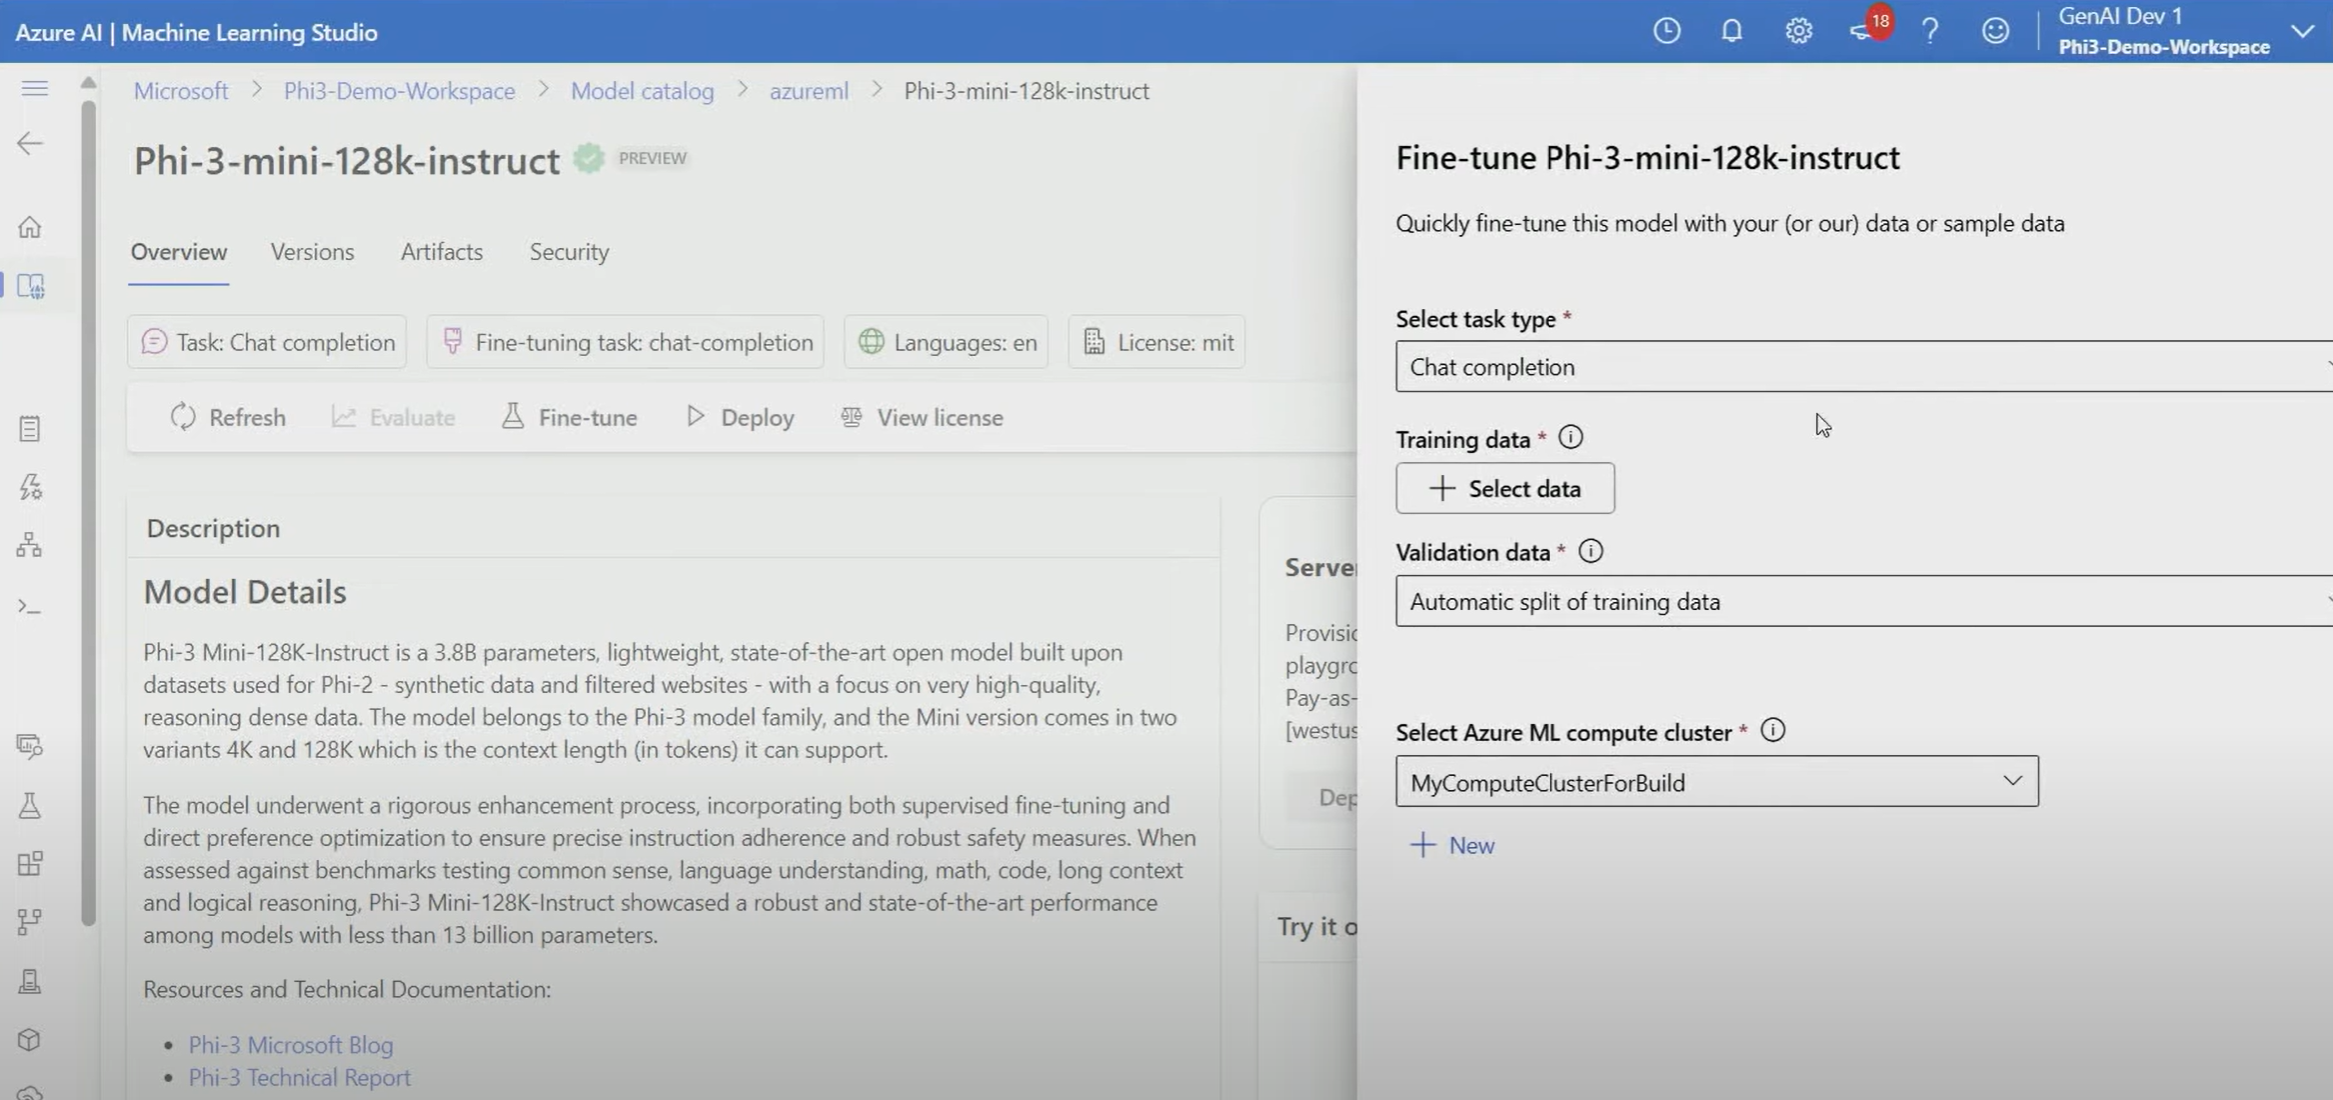 Azure AI | Machine Learning Studio
18
GenAI Dev 1
Phi3-Demo-Workspace
Microsoft > Phi3-Demo-Workspace > Model catalog > azureml > Phi-3-mini-128k-instruct
Phi-3-mini-128k-instruct PREVIEW
Overview Versions Artifacts Security
Task: Chat completion
Fine-tuning task: chat-completion
Languages: en
License: mit
Refresh Evaluate Fine-tune Deploy View license
Description
Model Details
Phi-3 Mini-128K-Instruct is a 3.8B parameters, lightweight, state-of-the-art open model built upon
datasets used for Phi-2 - synthetic data and filtered websites - with a focus on very high-quality,
reasoning dense data. The model belongs to the Phi-3 model family, and the Mini version comes in two
variants 4K and 128K which is the context length (in tokens) it can support.
The model underwent a rigorous enhancement process, incorporating both supervised fine-tuning and
direct preference optimization to ensure precise instruction adherence and robust safety measures. When
assessed against benchmarks testing common sense, language understanding, math, code, long context
and logical reasoning, Phi-3 Mini-128K-Instruct showcased a robust and state-of-the-art performance
among models with less than 13 billion parameters.
Resources and Technical Documentation:
• Phi-3 Microsoft Blog
• Phi-3 Technical Report
Serve
Provisi
playgr
Pay-as-
[westus
Dep
Try it o
Fine-tune Phi-3-mini-128k-instruct
Quickly fine-tune this model with your (or our) data or sample data
Select task type *
Chat completion
Training data *
+ Select data
Validation data *
Automatic split of training data
Select Azure ML compute cluster *
MyComputeClusterForBuild
+ New